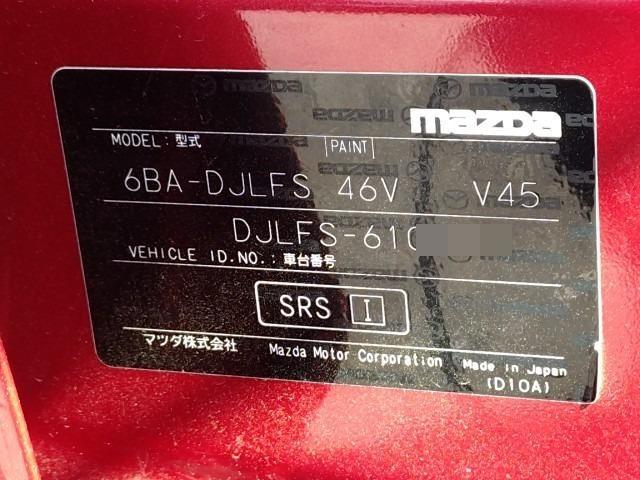 mazda
MODEL: 型式 PAINT
6BA-DJLFS 46V V45
DJLFS-610
VEHICLE ID.NO.: 車台番号
SRS I
マツダ株式会社 Mazda Motor Corporation Made in Japan
(D10A)